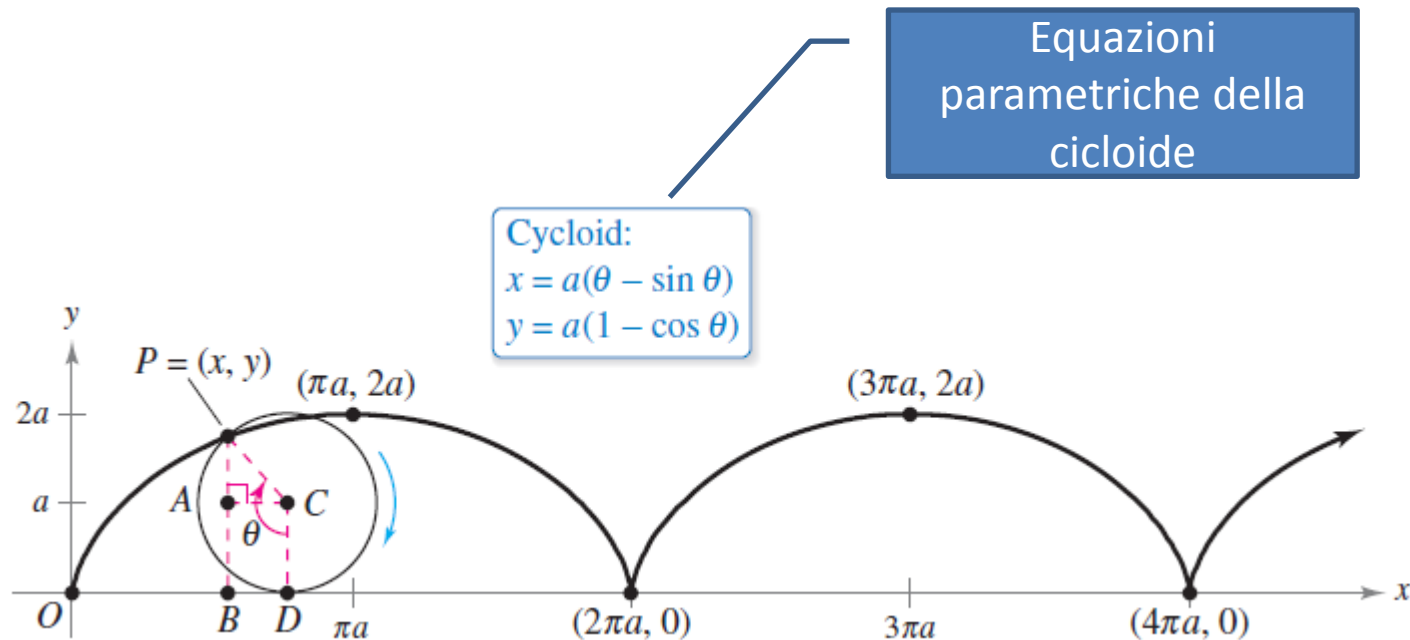 Equazioni
parametriche della
cicloide
Cycloid:
x = a(θ – sin θ)
y = a(1 – cos θ)
y
P = (x, y)
(πa, 2a)
(3πa, 2a)
2a
a
A
C
θ
O
B
D
πa
(2πa, 0)
3πa
(4πa, 0)
x